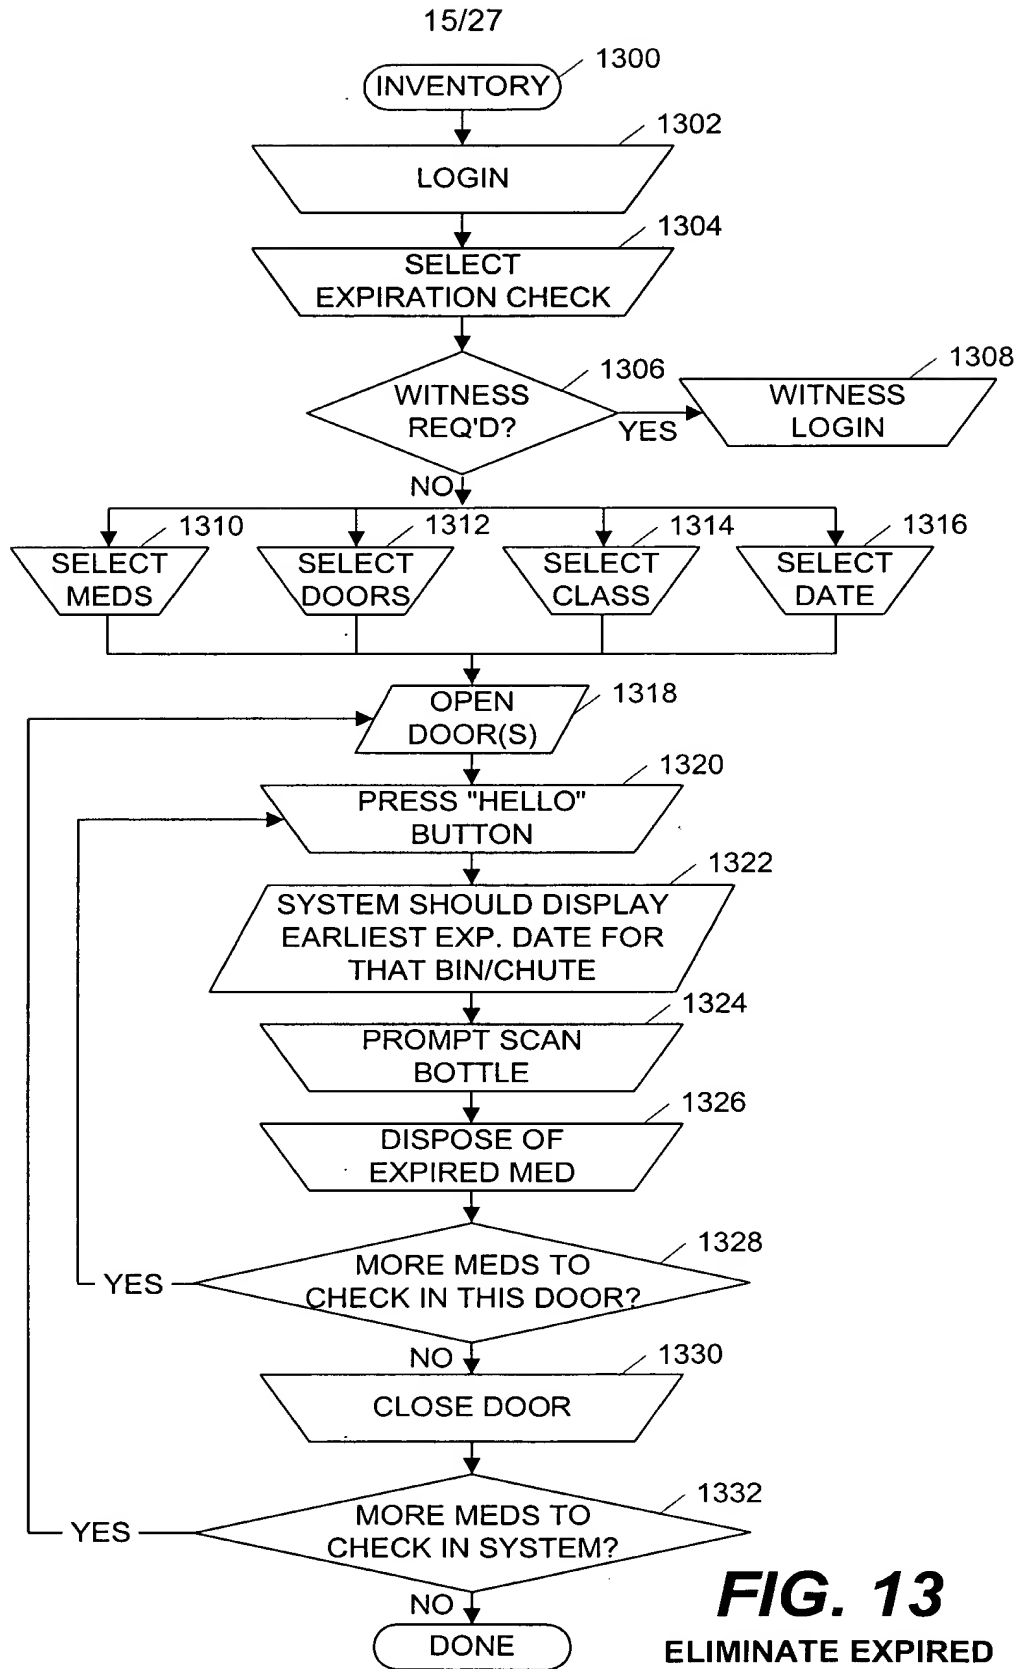 15/27
INVENTORY
1300
LOGIN
1302
SELECT
EXPIRATION CHECK
1304
WITNESS
REQ'D?
1306
YES
WITNESS
LOGIN
1308
NO
SELECT
MEDS
1310
SELECT
DOORS
1312
SELECT
CLASS
1314
SELECT
DATE
1316
OPEN
DOOR(S)
1318
PRESS "HELLO"
BUTTON
1320
SYSTEM SHOULD DISPLAY
EARLIEST EXP. DATE FOR
THAT BIN/CHUTE
1322
PROMPT SCAN
BOTTLE
1324
DISPOSE OF
EXPIRED MED
1326
MORE MEDS TO
CHECK IN THIS DOOR?
1328
YES
NO
CLOSE DOOR
1330
MORE MEDS TO
CHECK IN SYSTEM?
1332
YES
NO
DONE
FIG. 13
ELIMINATE EXPIRED